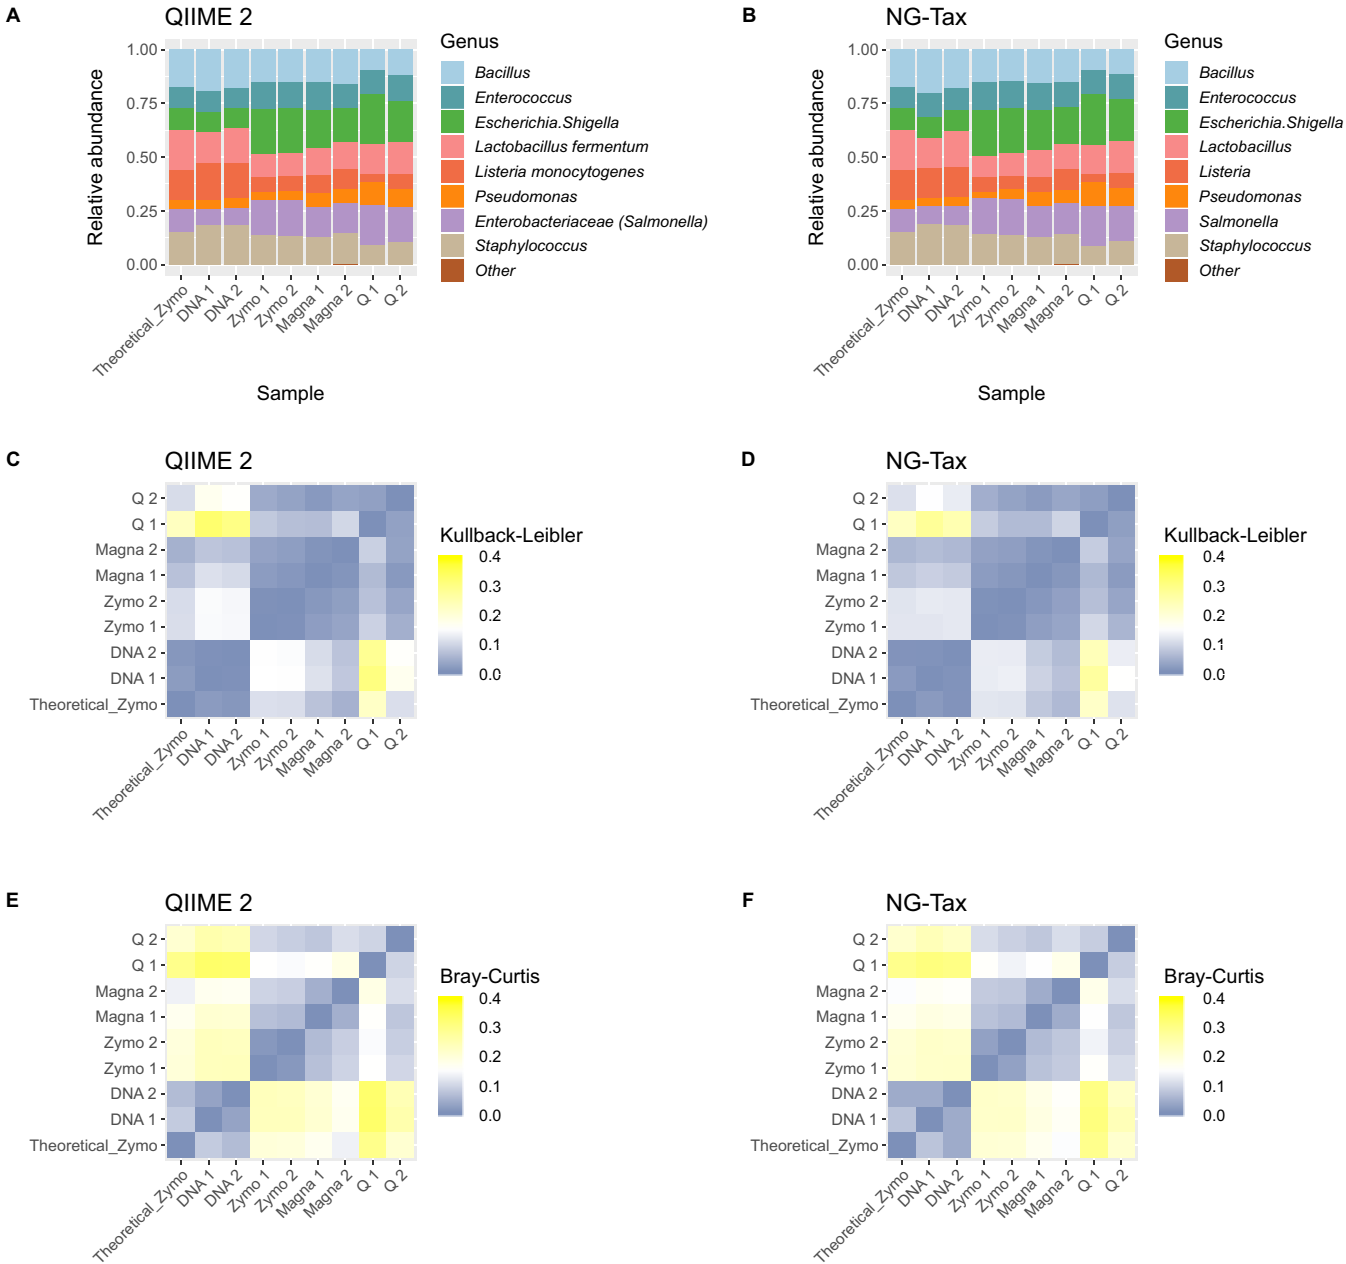 A
QIIME 2
Relative abundance
1.00
0.75
0.50
0.25
0.00
Theoretical_Zymo
DNA 1
DNA 2
Zymo 1
Zymo 2
Magna 1
Magna 2
Q 1
Q 2
Sample
Genus
Bacillus
Enterococcus
Escherichia.Shigella
Lactobacillus fermentum
Listeria monocytogenes
Pseudomonas
Enterobacteriaceae (Salmonella)
Staphylococcus
Other
B
NG-Tax
Relative abundance
1.00
0.75
0.50
0.25
0.00
Theoretical_Zymo
DNA 1
DNA 2
Zymo 1
Zymo 2
Magna 1
Magna 2
Q 1
Q 2
Sample
Genus
Bacillus
Enterococcus
Escherichia.Shigella
Lactobacillus
Listeria
Pseudomonas
Salmonella
Staphylococcus
Other
C
QIIME 2
Q 2
Q 1
Magna 2
Magna 1
Zymo 2
Zymo 1
DNA 2
DNA 1
Theoretical_Zymo
Theoretical_Zymo
DNA 1
DNA 2
Zymo 1
Zymo 2
Magna 1
Magna 2
Q 1
Q 2
Kullback-Leibler
0.4
0.3
0.2
0.1
0.0
D
NG-Tax
Q 2
Q 1
Magna 2
Magna 1
Zymo 2
Zymo 1
DNA 2
DNA 1
Theoretical_Zymo
Theoretical_Zymo
DNA 1
DNA 2
Zymo 1
Zymo 2
Magna 1
Magna 2
Q 1
Q 2
Kullback-Leibler
0.4
0.3
0.2
0.1
0.0
E
QIIME 2
Q 2
Q 1
Magna 2
Magna 1
Zymo 2
Zymo 1
DNA 2
DNA 1
Theoretical_Zymo
Theoretical_Zymo
DNA 1
DNA 2
Zymo 1
Zymo 2
Magna 1
Magna 2
Q 1
Q 2
Bray-Curtis
0.4
0.3
0.2
0.1
0.0
F
NG-Tax
Q 2
Q 1
Magna 2
Magna 1
Zymo 2
Zymo 1
DNA 2
DNA 1
Theoretical_Zymo
Theoretical_Zymo
DNA 1
DNA 2
Zymo 1
Zymo 2
Magna 1
Magna 2
Q 1
Q 2
Bray-Curtis
0.4
0.3
0.2
0.1
0.0